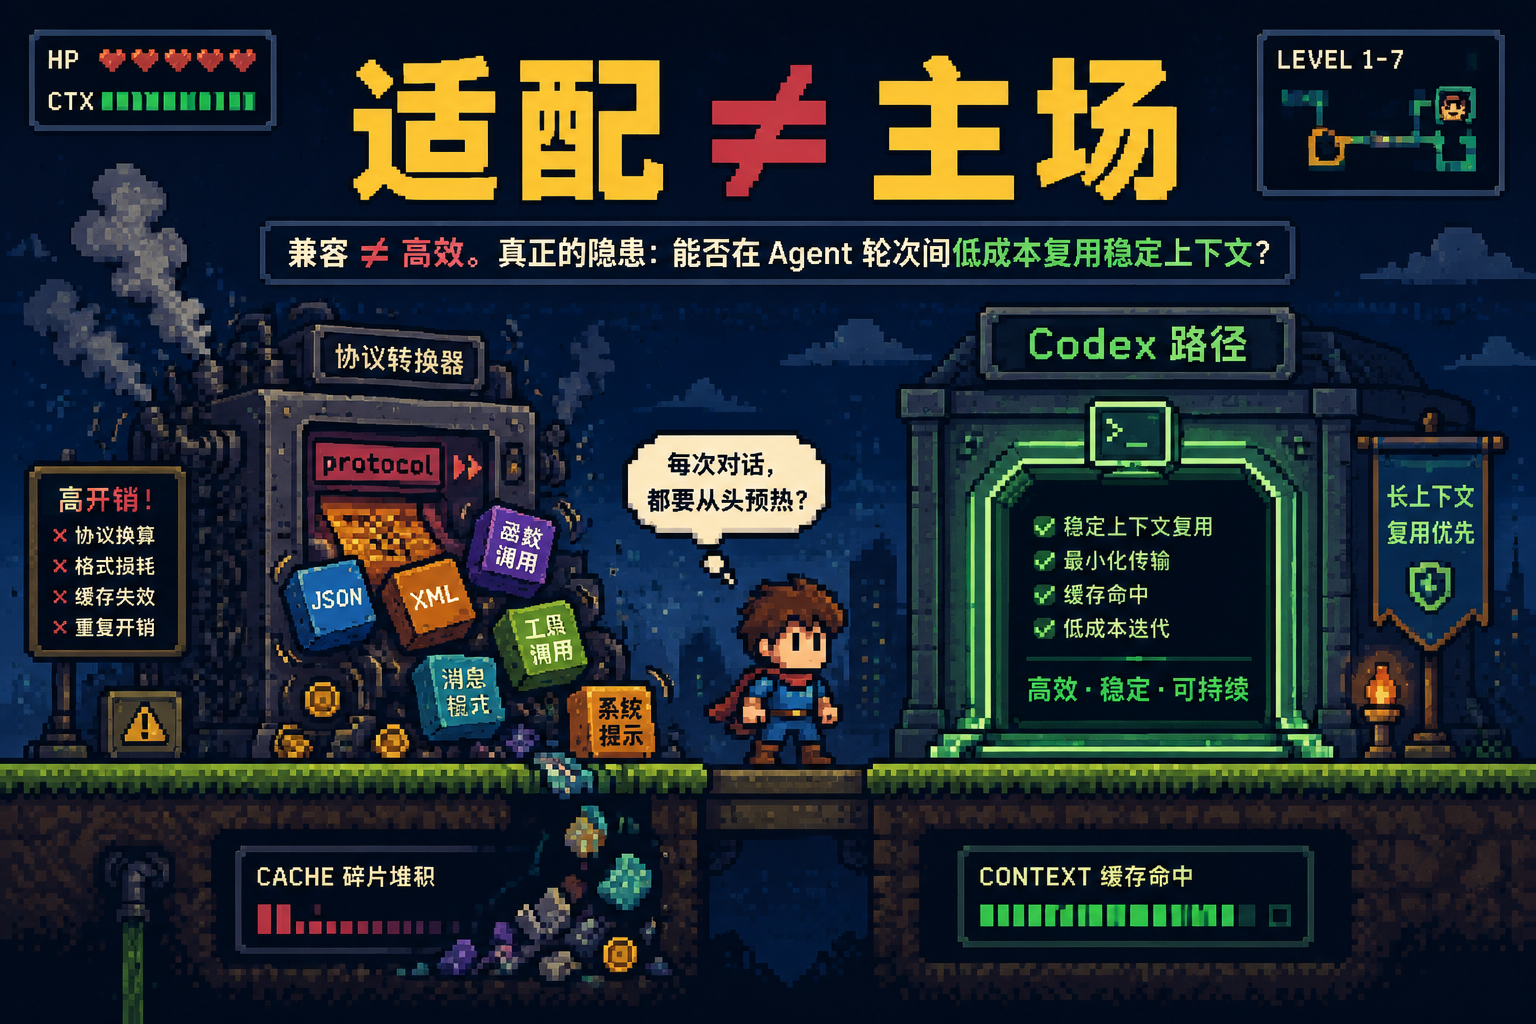 HP
CTX
适配 ≠ 主场
LEVEL 1-7
兼容 ≠ 高效。真正的隐患：能否在 Agent 轮次间低成本复用稳定上下文？
协议转换器
protocol
高开销！
× 协议换算
× 格式损耗
× 缓存失效
× 重复开销
JSON
XML
函数
调用
工具
调用
消息
格式
系统
提示
每次对话，
都要从头预热？
Codex 路径
>_
稳定上下文复用
最小化传输
缓存命中
低成本迭代
高效·稳定·可持续
长上下文
复用优先
CACHE 碎片堆积
CONTEXT 缓存命中